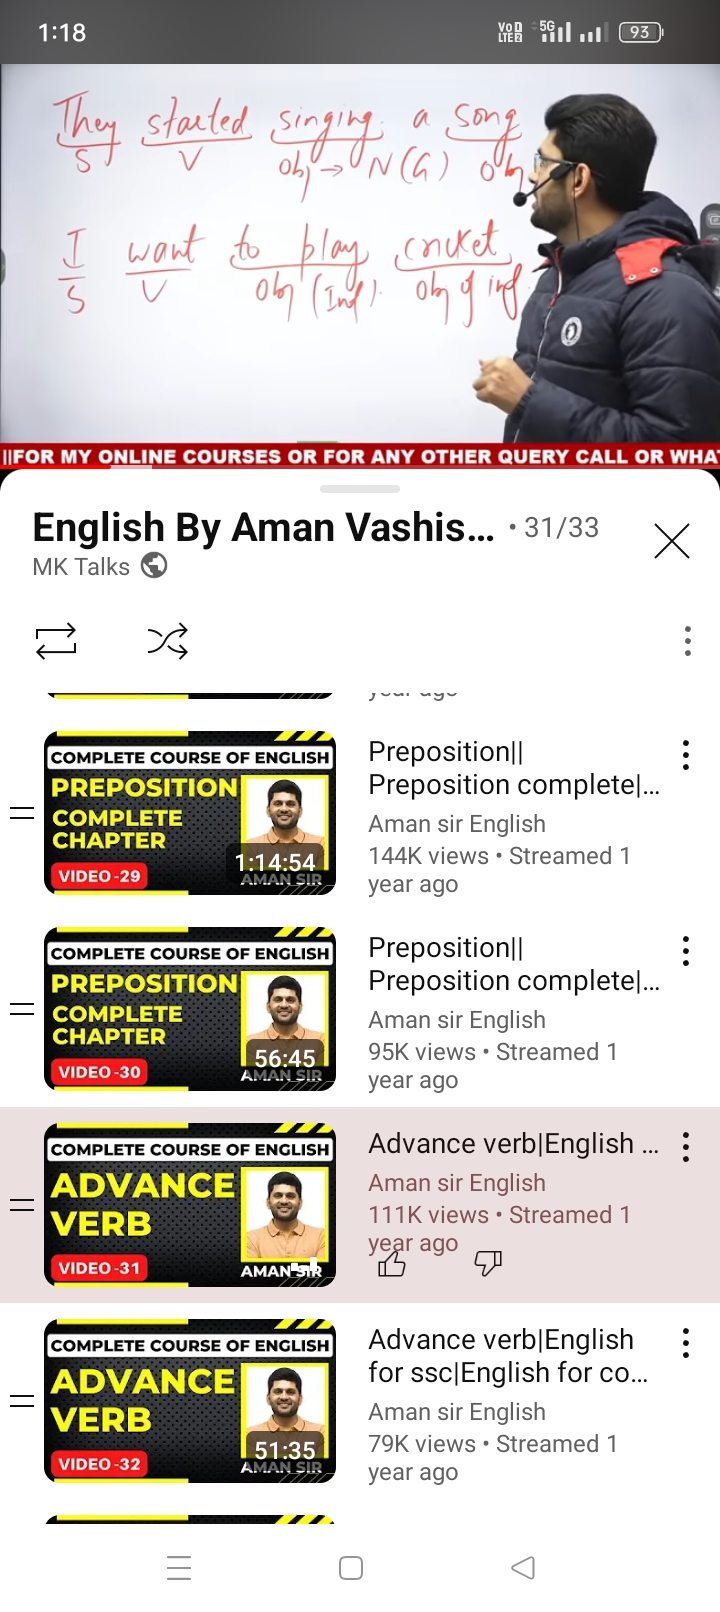 1:18
VoD LTE2 5G 93
They started singing a song
S V Obj → N(G) Obj
I want to play cricket
S V Obj (Inf). Obj of inf.
||FOR MY ONLINE COURSES OR FOR ANY OTHER QUERY CALL OR WHA
English By Aman Vashis... • 31/33
MK Talks
year ago
COMPLETE COURSE OF ENGLISH
PREPOSITION
COMPLETE
CHAPTER
VIDEO -29
1:14:54
AMAN SIR
Preposition||
Preposition complete|...
Aman sir English
144K views • Streamed 1
year ago
COMPLETE COURSE OF ENGLISH
PREPOSITION
COMPLETE
CHAPTER
VIDEO -30
56:45
AMAN SIR
Preposition||
Preposition complete|...
Aman sir English
95K views • Streamed 1
year ago
COMPLETE COURSE OF ENGLISH
ADVANCE
VERB
VIDEO -31
AMAN SIR
Advance verb|English ...
Aman sir English
111K views • Streamed 1
year ago
COMPLETE COURSE OF ENGLISH
ADVANCE
VERB
VIDEO -32
51:35
AMAN SIR
Advance verb|English
for ssc|English for co...
Aman sir English
79K views • Streamed 1
year ago